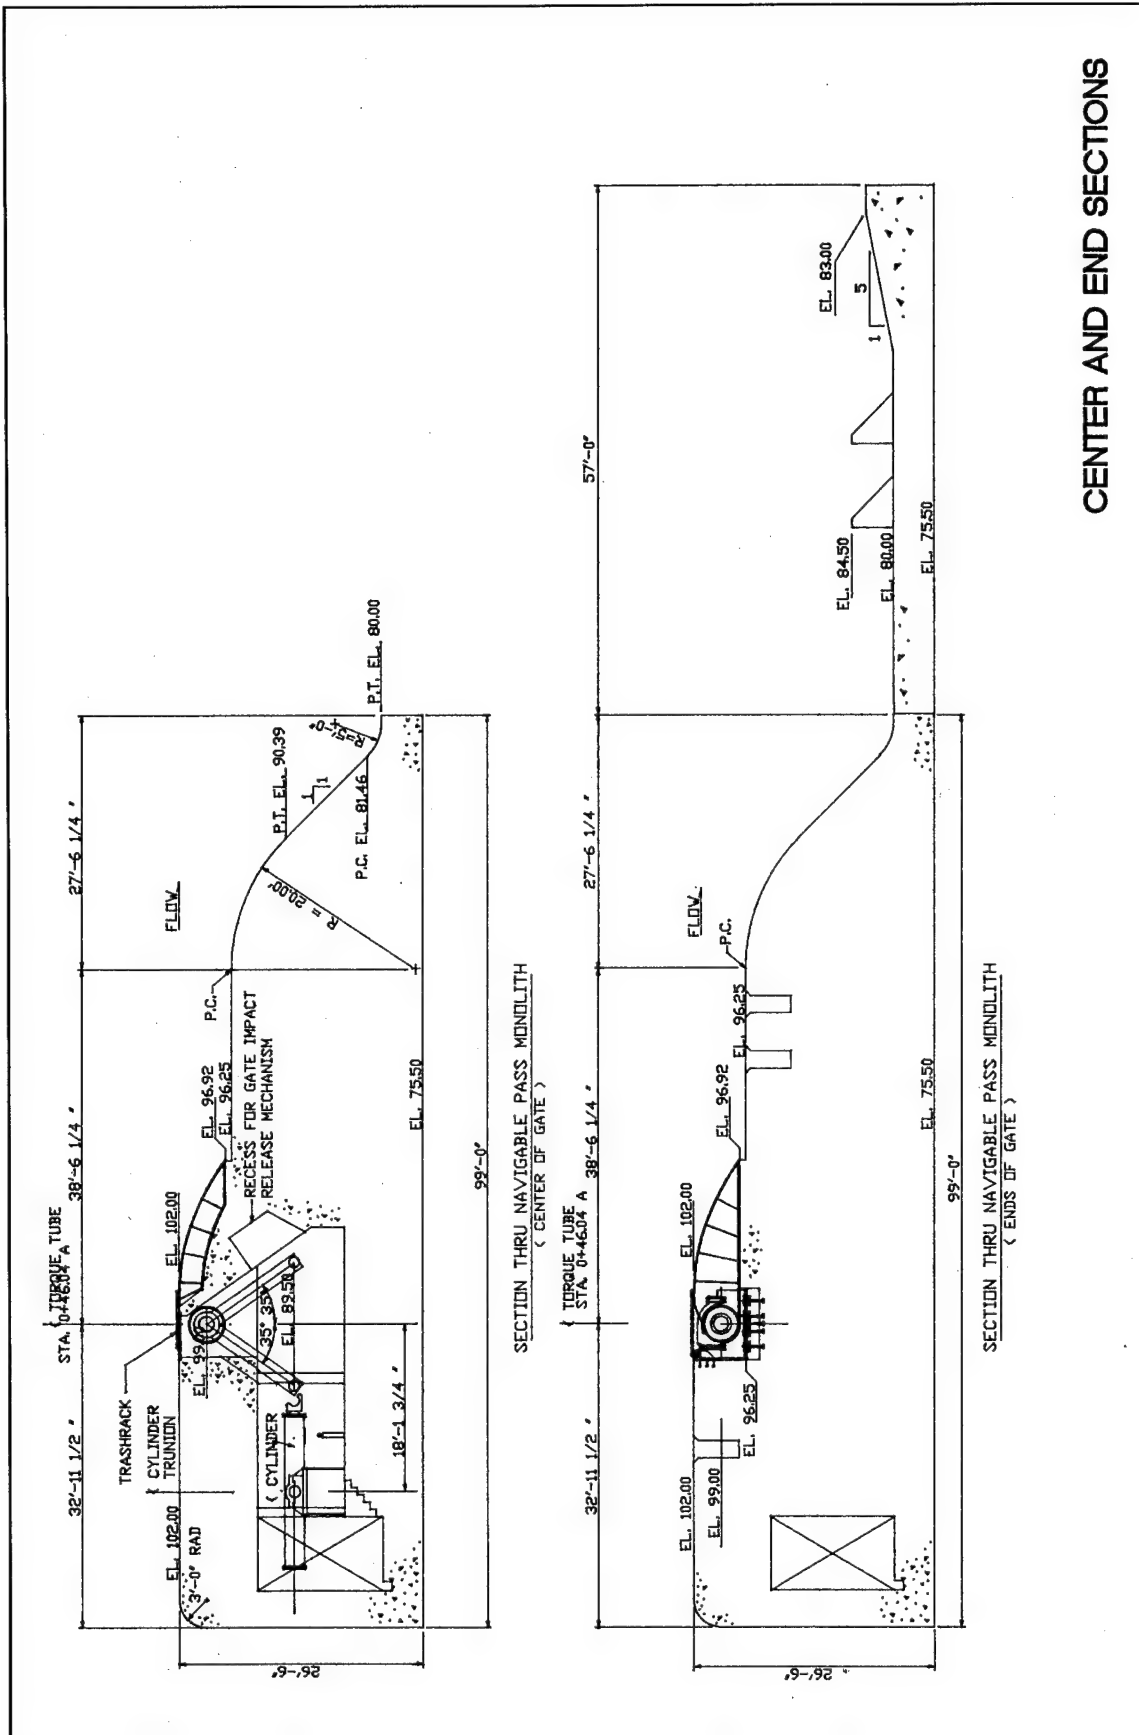 ℄ TORQUE TUBE
STA. 0+46.04 A
32'-11 1/2 "
38'-6 1/4 "
27'-6 1/4 "
TRASHRACK
℄ CYLINDER
TRUNION
EL. 102.00
3'-0" RAD
EL. 102.00
EL. 96.92
EL. 96.25
P.C.
FLOW
RECESS FOR GATE IMPACT
RELEASE MECHANISM
35° 35°
EL. 89.50
℄ CYLINDER
18'-1 3/4 "
R = 20.00'
P.T. EL. 90.39
1
1
P.C. EL. 81.46
R=5'-0"
P.T. EL. 80.00
EL. 75.50
26'-6"
99'-0"
SECTION THRU NAVIGABLE PASS MONOLITH
< CENTER OF GATE >
℄ TORQUE TUBE
STA. 0+46.04 A
32'-11 1/2 "
38'-6 1/4 "
27'-6 1/4 "
57'-0"
EL. 102.00
EL. 99.00
EL. 102.00
EL. 96.25
EL. 96.92
EL. 96.25
P.C.
FLOW
EL. 84.50
EL. 80.00
EL. 75.50
EL. 83.00
1
5
EL. 75.50
26'-6"
99'-0"
SECTION THRU NAVIGABLE PASS MONOLITH
< ENDS OF GATE >
CENTER AND END SECTIONS